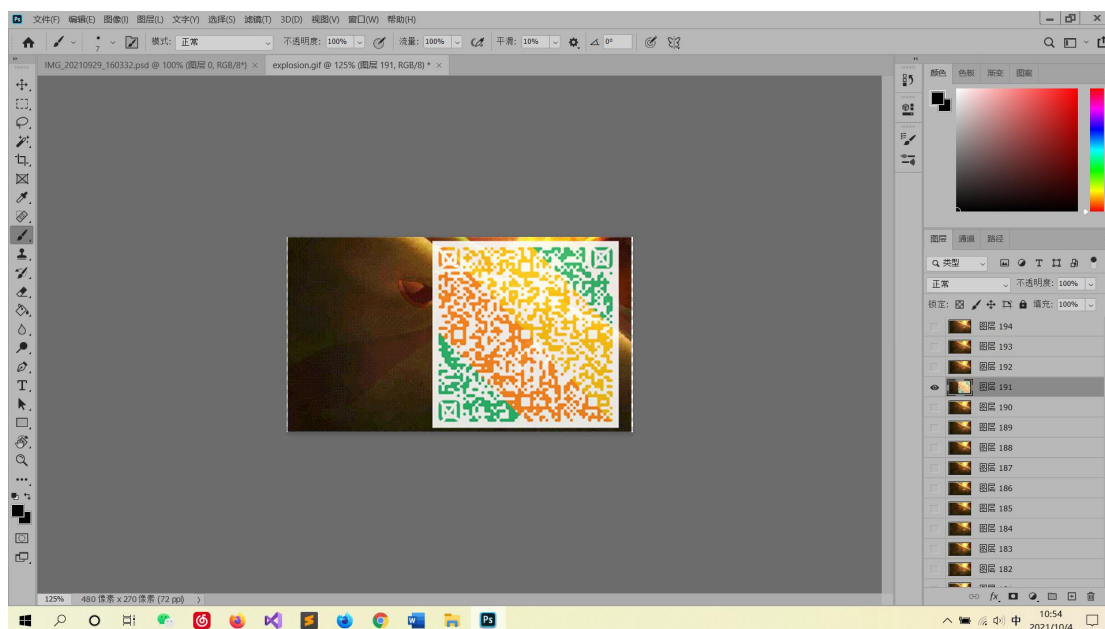 Ps 文件(F) 编辑(E) 图像(I) 图层(L) 文字(Y) 选择(S) 滤镜(T) 3D(D) 视图(V) 窗口(W) 帮助(H)
7 模式: 正常 不透明度: 100% 流量: 100% 平滑: 10% 0°
IMG_20210929_160332.psd @ 100% (图层 0, RGB/8*) × explosion.gif @ 125% (图层 191, RGB/8) * ×
颜色 色板 渐变 图案
图层 通道 路径
类型
正常 不透明度: 100%
锁定: 填充: 100%
图层 194
图层 193
图层 192
图层 191
图层 190
图层 189
图层 188
图层 187
图层 186
图层 185
图层 184
图层 183
图层 182
125% 480 像素 x 270 像素 (72 ppi)
中 10:54
2021/10/4